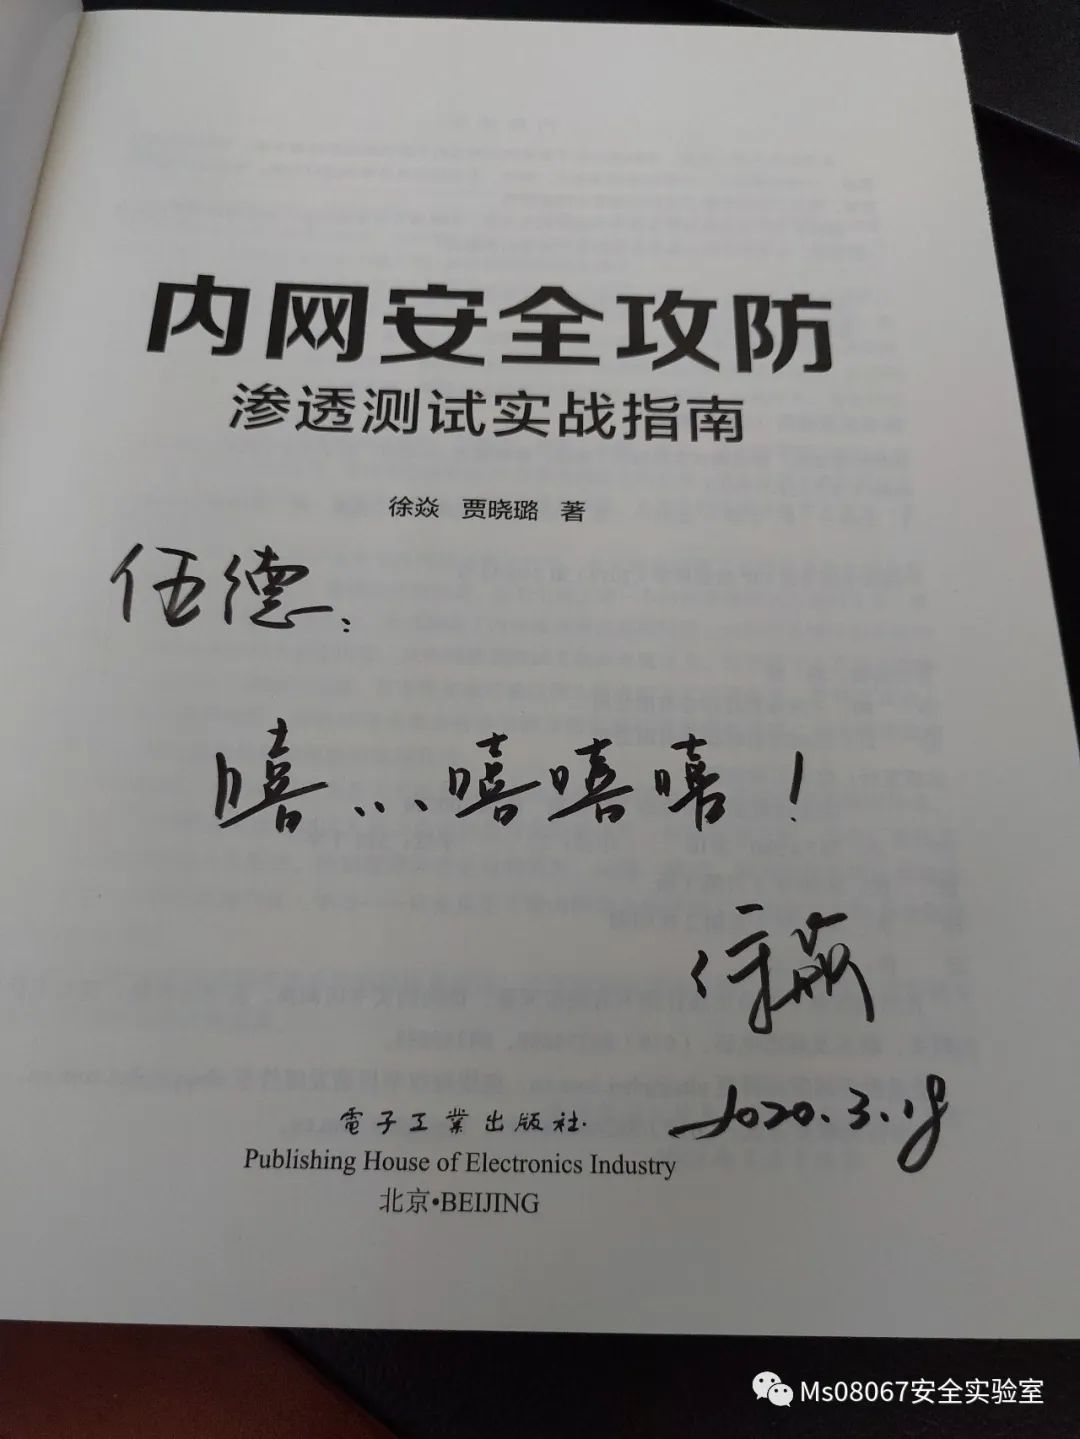 内网安全攻防
渗透测试实战指南
徐焱 贾晓璐 著
伍德：
嘻...嘻嘻嘻！
徐焱
2020.3.18
電子工業出版社.
Publishing House of Electronics Industry
北京•BEIJING
Ms08067安全实验室